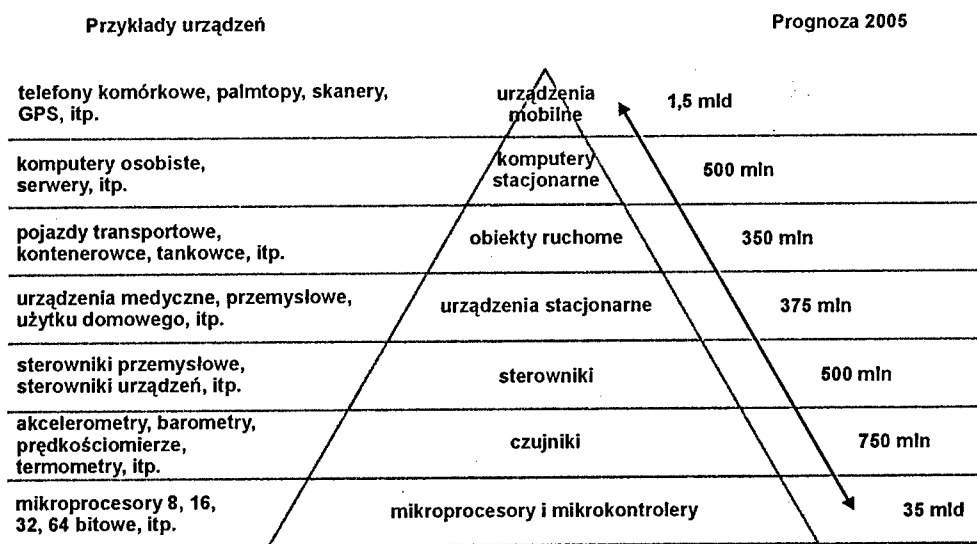 Przykłady urządzeń
Prognoza 2005
telefony komórkowe, palmtopy, skanery,
GPS, itp.
urządzenia
mobilne
1,5 mld
komputery osobiste,
serwery, itp.
komputery
stacjonarne
500 mln
pojazdy transportowe,
kontenerowce, tankowce, itp.
obiekty ruchome
350 mln
urządzenia medyczne, przemysłowe,
użytku domowego, itp.
urządzenia stacjonarne
375 mln
sterowniki przemysłowe,
sterowniki urządzeń, itp.
sterowniki
500 mln
akcelerometry, barometry,
prędkościomierze,
termometry, itp.
czujniki
750 mln
mikroprocesory 8, 16,
32, 64 bitowe, itp.
mikroprocesory i mikrokontrolery
35 mld